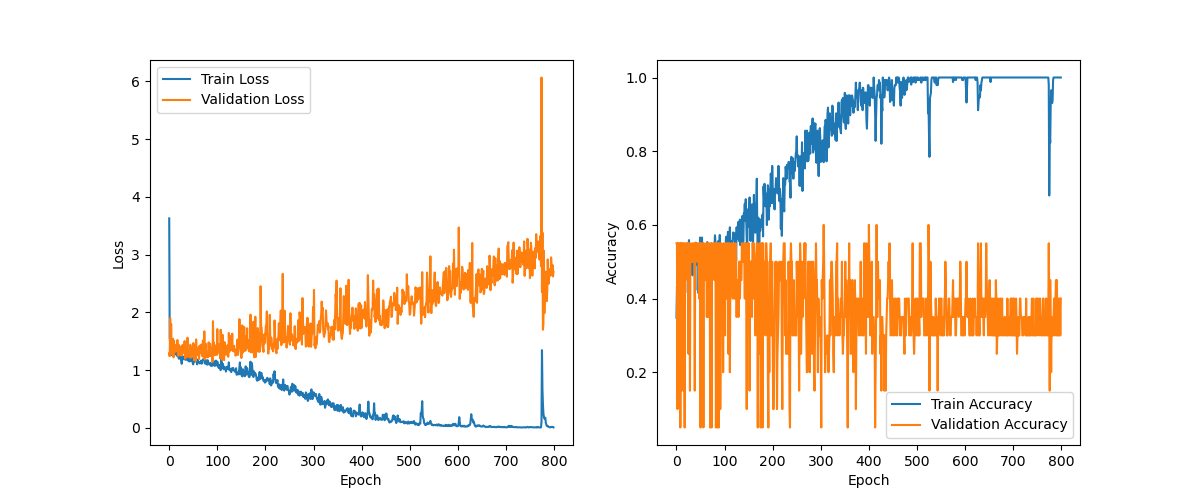 Train Loss
Validation Loss
6
5
4
3
2
1
0
Loss
0 100 200 300 400 500 600 700 800
Epoch
1.0
0.8
0.6
0.4
0.2
Accuracy
Train Accuracy
Validation Accuracy
0 100 200 300 400 500 600 700 800
Epoch